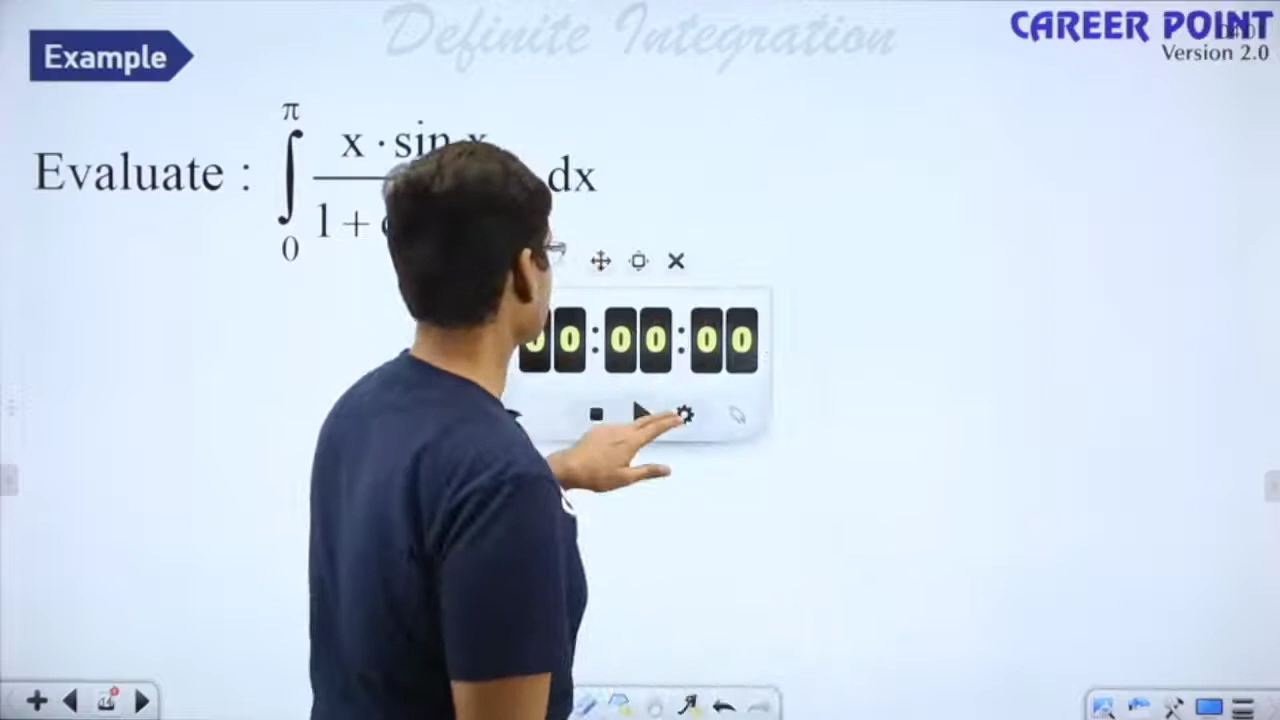 Definite Integration
CAREER POINT
Version 2.0
Example
π
x · sin x
Evaluate : ∫ dx
1 +
0
00:00:00